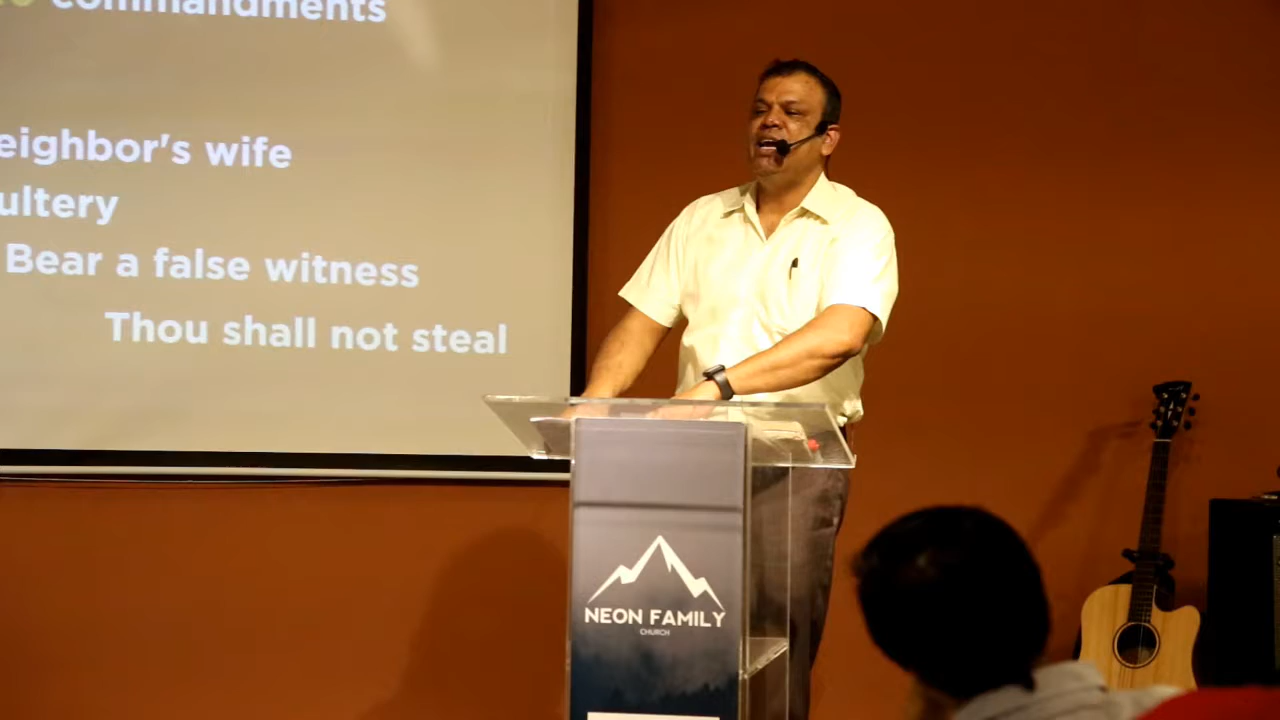 commandments
eighbor's wife
ultery
Bear a false witness
Thou shall not steal
NEON FAMILY
CHURCH